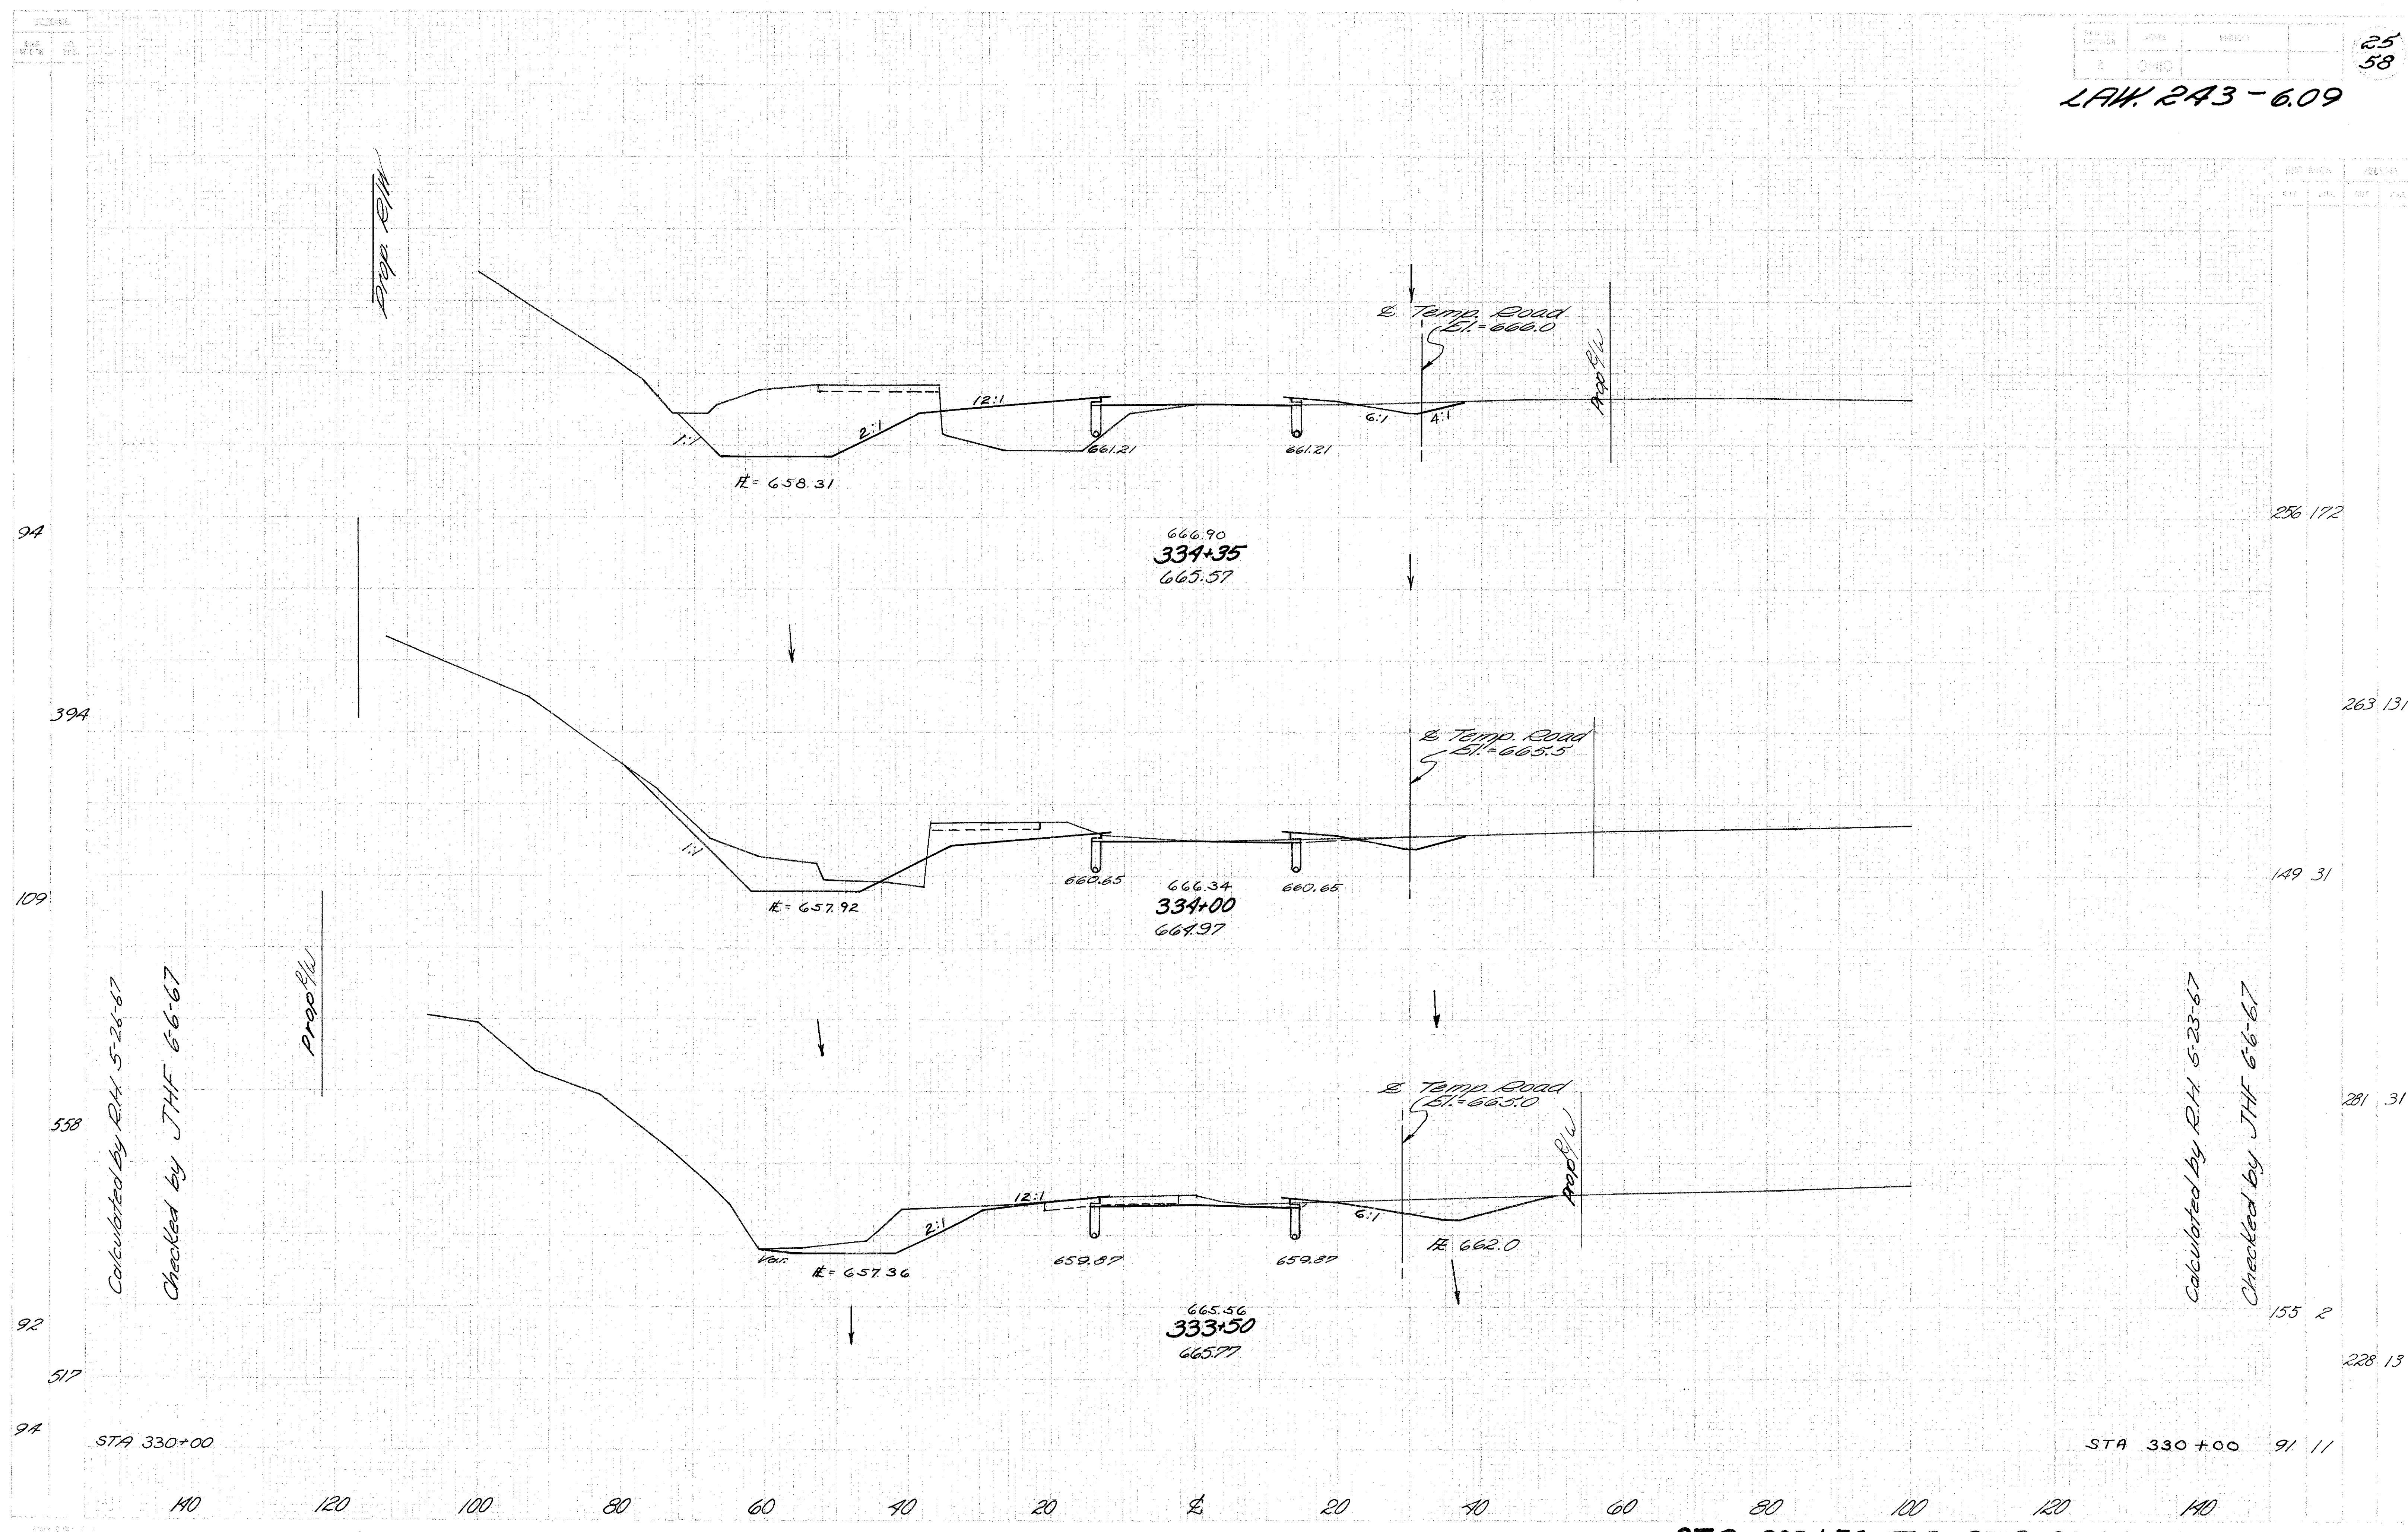 25
58
LAW. 243-6.09
Prop. R/W
℄ Temp. Road
El.=666.0
Prop R/W
12:1
2:1
1:1
6:1
4:1
661.21
661.21
FL= 658.31
94
256 172
666.90
334+35
665.57
394
263 131
℄ Temp. Road
El.=665.5
1:1
660.65
660.65
FL= 657.92
109
149 31
666.34
334+00
664.97
Prop R/W
Calculated by R.H. 5-26-67
Checked by JHF 6-6-67
Calculated by R.H. 5-23-67
Checked by JHF 6-6-67
558
281 31
℄ Temp. Road
El.=665.0
Prop R/W
12:1
2:1
6:1
Var.
FL= 657.36
659.87
659.87
FL 662.0
665.56
333+50
665.77
92
155 2
517
228 13
94
STA 330+00
STA 330+00 91 11
140 120 100 80 60 40 20 ℄ 20 40 60 80 100 120 140